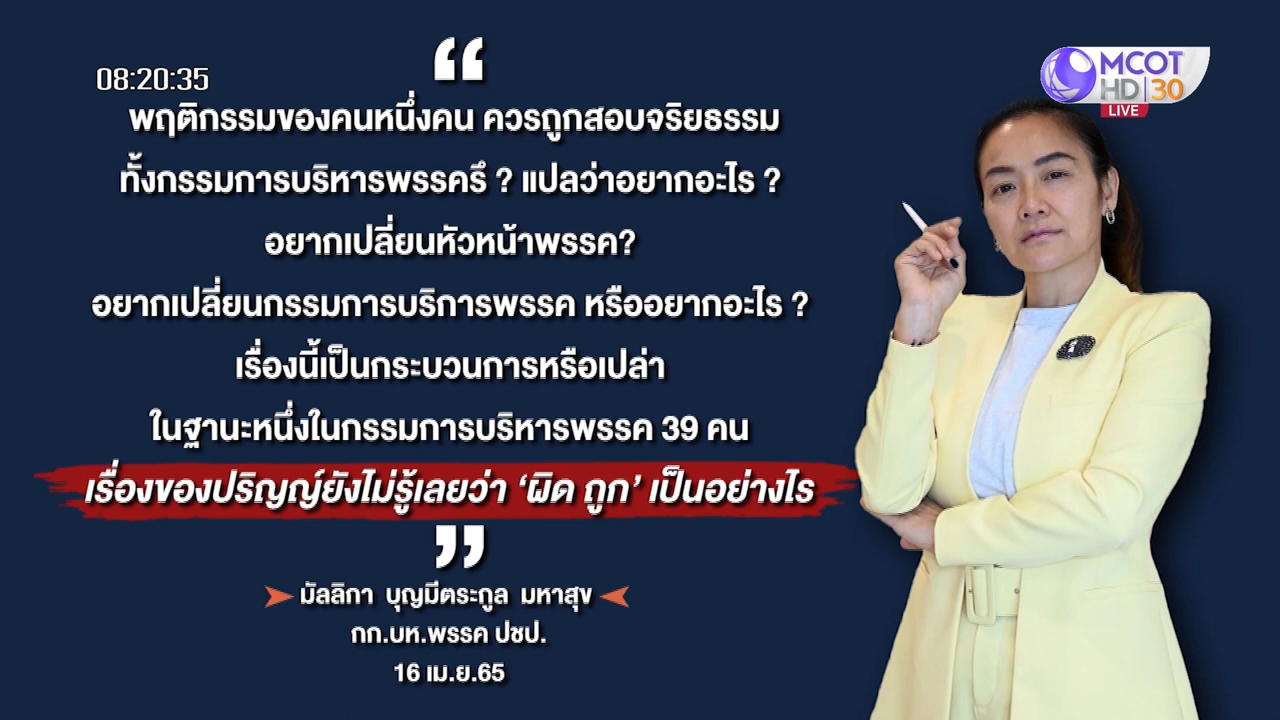 08:20:35
MCOT
HD 30
LIVE
“
พฤติกรรมของคนหนึ่งคน ควรถูกสอบจริยธรรม
ทั้งกรรมการบริหารพรรครึ ? แปลว่าอยากอะไร ?
อยากเปลี่ยนหัวหน้าพรรค?
อยากเปลี่ยนกรรมการบริการพรรค หรืออยากอะไร ?
เรื่องนี้เป็นกระบวนการหรือเปล่า
ในฐานะหนึ่งในกรรมการบริหารพรรค 39 คน
เรื่องของปริญญ์ยังไม่รู้เลยว่า ‘ผิด ถูก’ เป็นอย่างไร
”
มัลลิกา บุญมีตระกูล มหาสุข
กก.บห.พรรค ปชป.
16 เม.ย.65